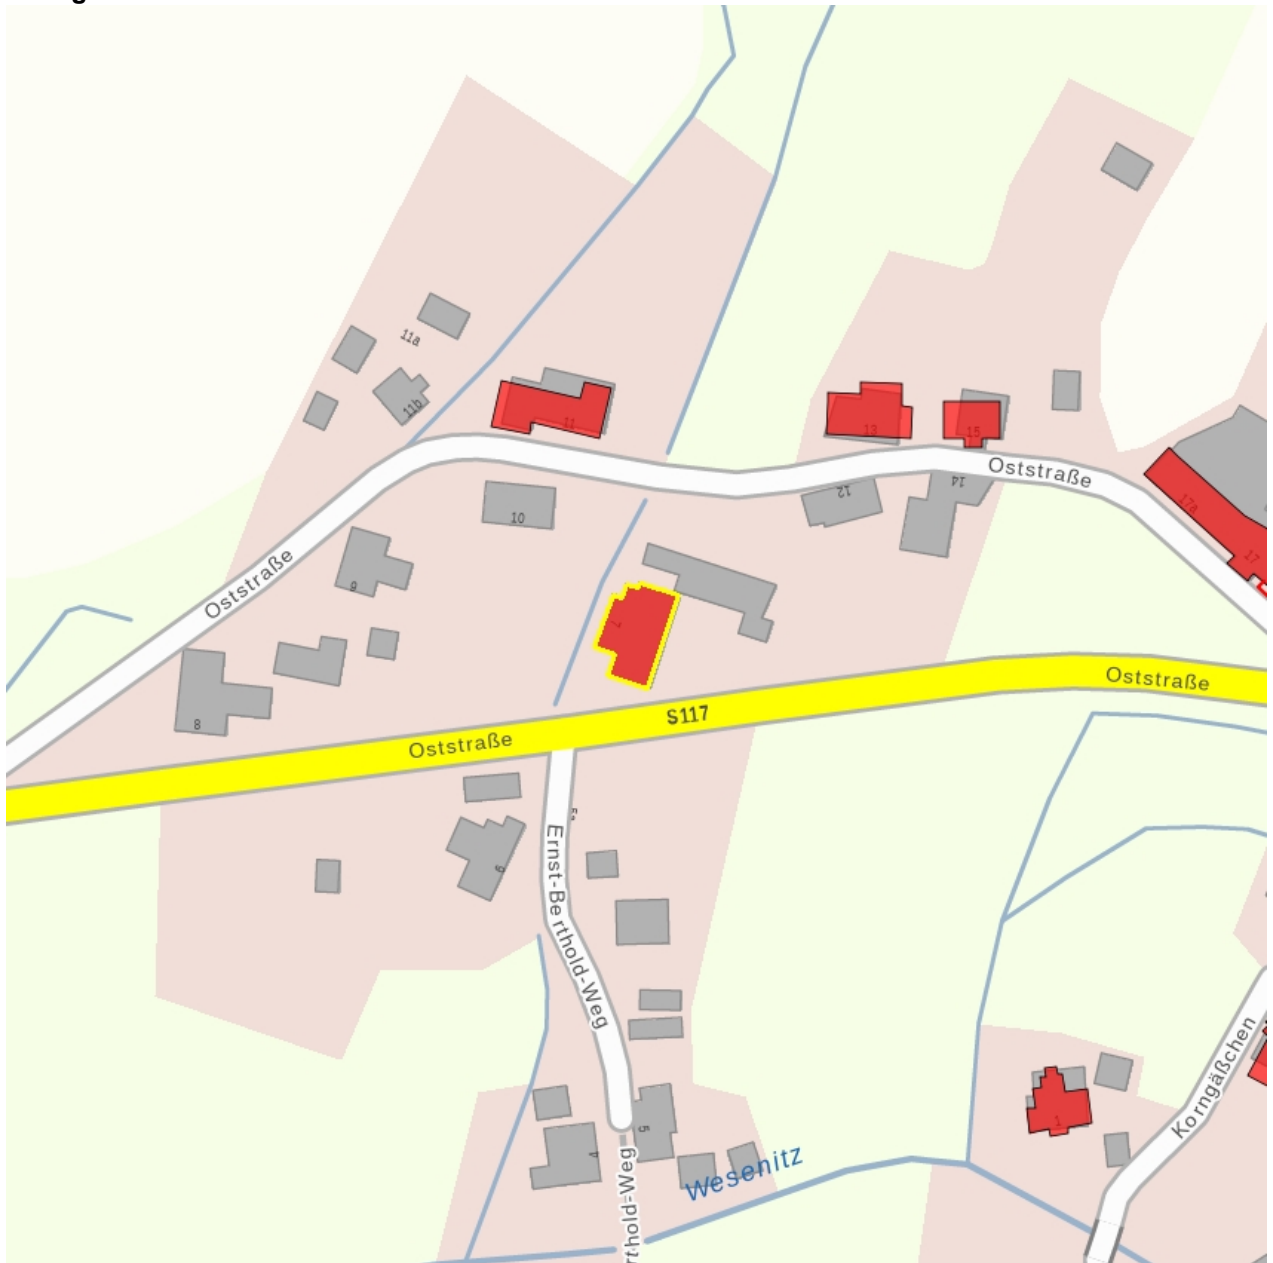 11a
11b
11
13
15
Oststraße
14
12
17a
17
10
9
Oststraße
7
8
Oststraße
S117
Oststraße
6
Ernst-Berthold-Weg
5
4
Wesenitz
rthold-Weg
Korngäßchen
1